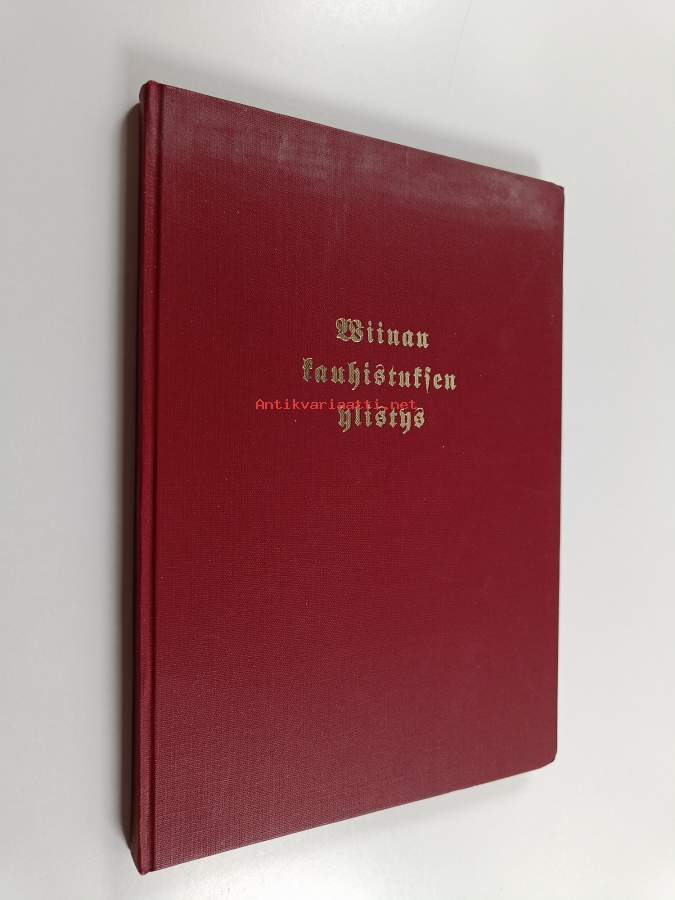 Wiinan
kauhistuksen
Antikvariaatti.net
ylistys